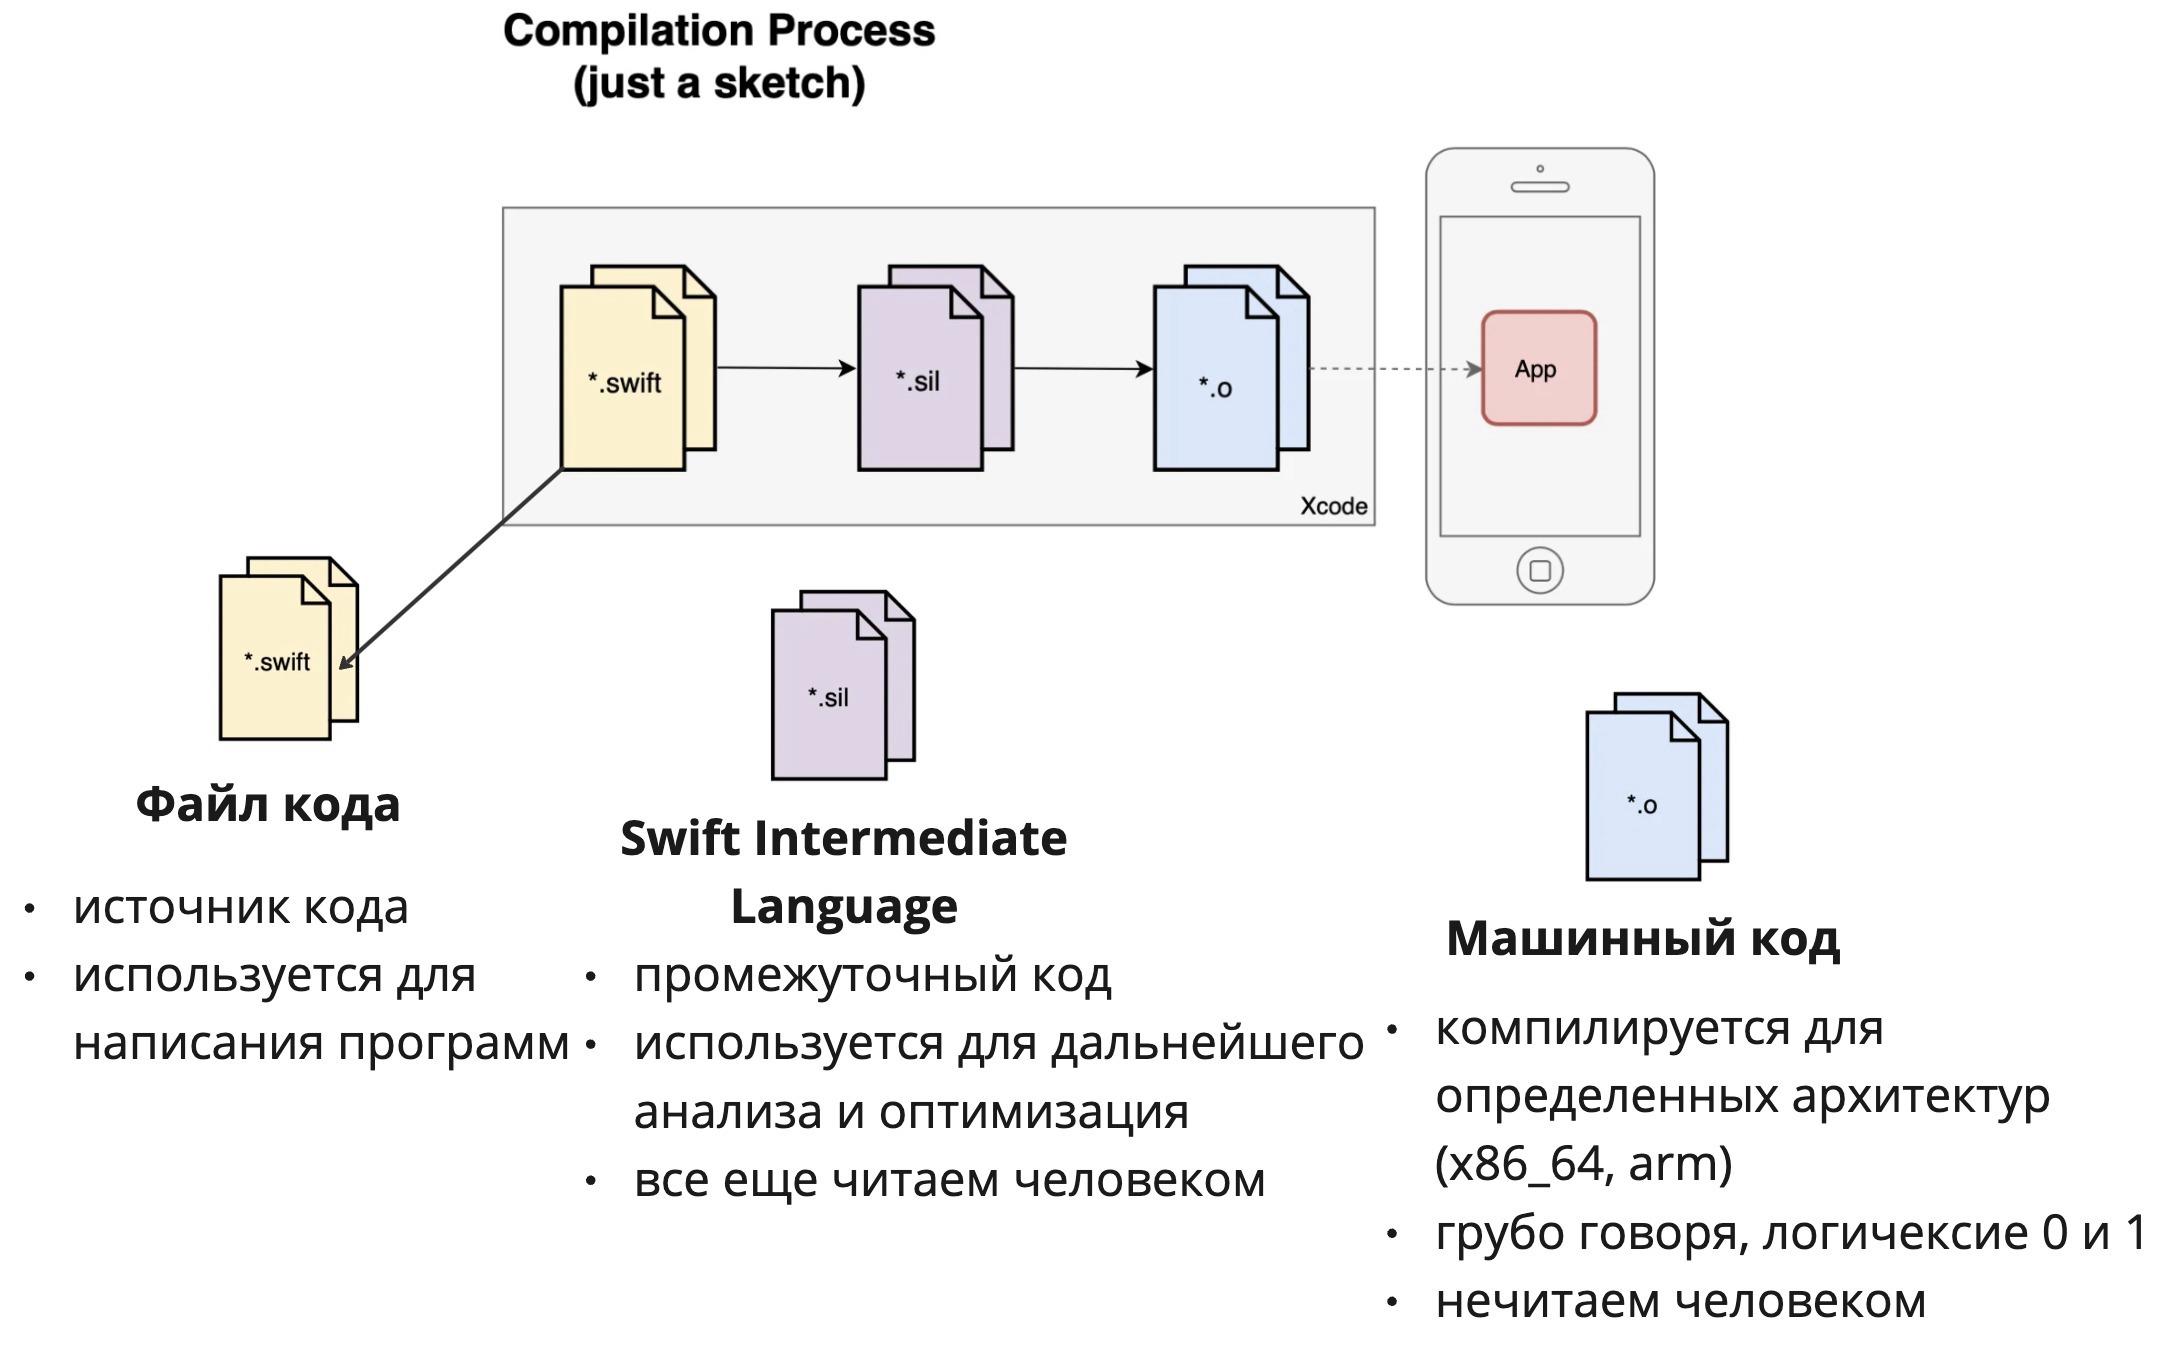 Compilation Process
(just a sketch)
*.swift
*.sil
*.o
App
Xcode
*.swift
Файл кода
• источник кода
• используется для
написания программ
*.sil
Swift Intermediate
Language
• промежуточный код
• используется для дальнейшего
анализа и оптимизация
• все еще читаем человеком
*.o
Машинный код
• компилируется для
определенных архитектур
(x86_64, arm)
• грубо говоря, логичексие 0 и 1
• нечитаем человеком